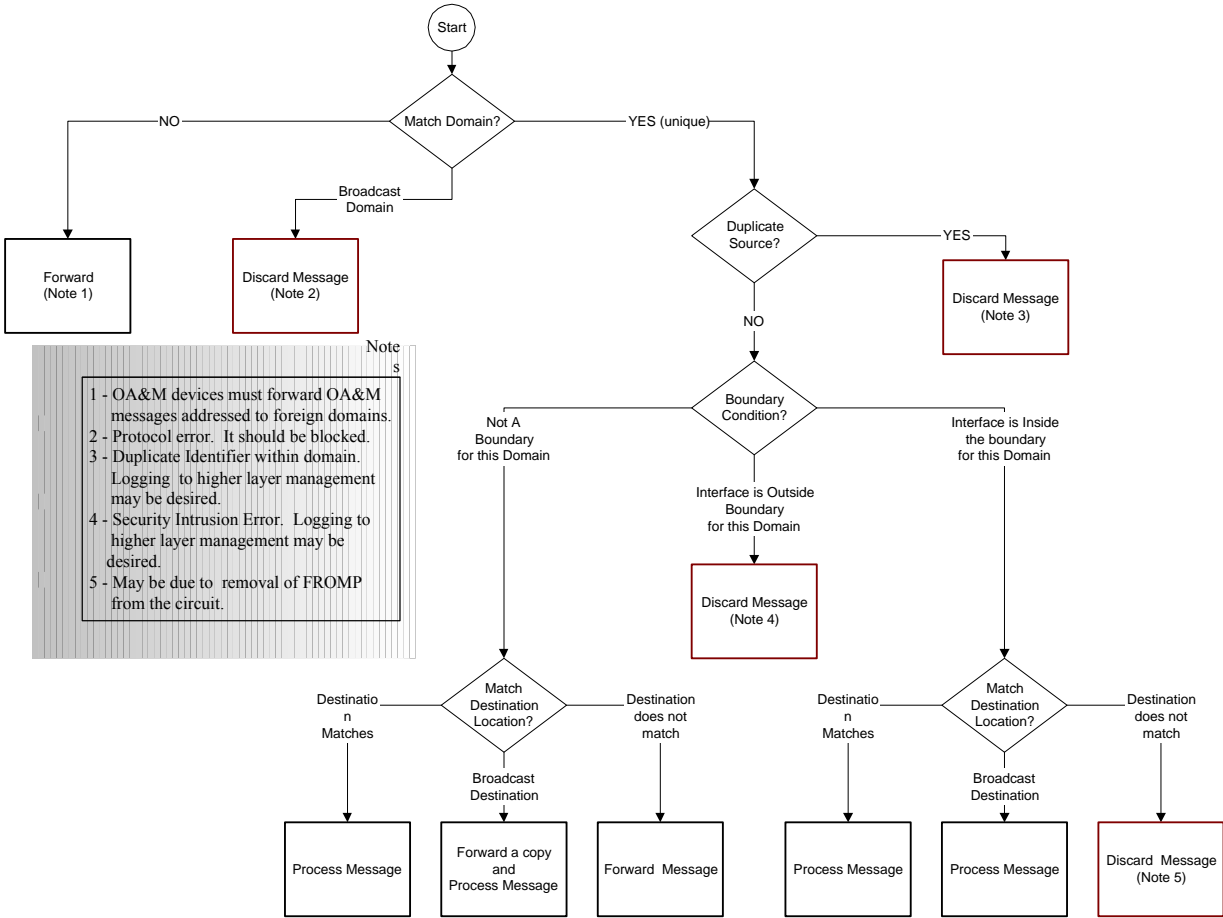 Start
Match Domain?
NO
YES (unique)
Broadcast
Domain
Duplicate
Source?
YES
Forward
(Note 1)
Discard Message
(Note 2)
Discard Message
(Note 3)
NO
Note
s
1 - OA&M devices must forward OA&M
messages addressed to foreign domains.
2 - Protocol error. It should be blocked.
3 - Duplicate Identifier within domain.
Logging to higher layer management
may be desired.
4 - Security Intrusion Error. Logging to
higher layer management may be
desired.
5 - May be due to removal of FROMP
from the circuit.
Boundary
Condition?
Not A
Boundary
for this Domain
Interface is Inside
the boundary
for this Domain
Interface is Outside
Boundary
for this Domain
Discard Message
(Note 4)
Match
Destination
Location?
Destinatio
n
Matches
Destination
does not
match
Broadcast
Destination
Match
Destination
Location?
Destinatio
n
Matches
Destination
does not
match
Broadcast
Destination
Process Message
Forward a copy
and
Process Message
Forward Message
Process Message
Process Message
Discard Message
(Note 5)